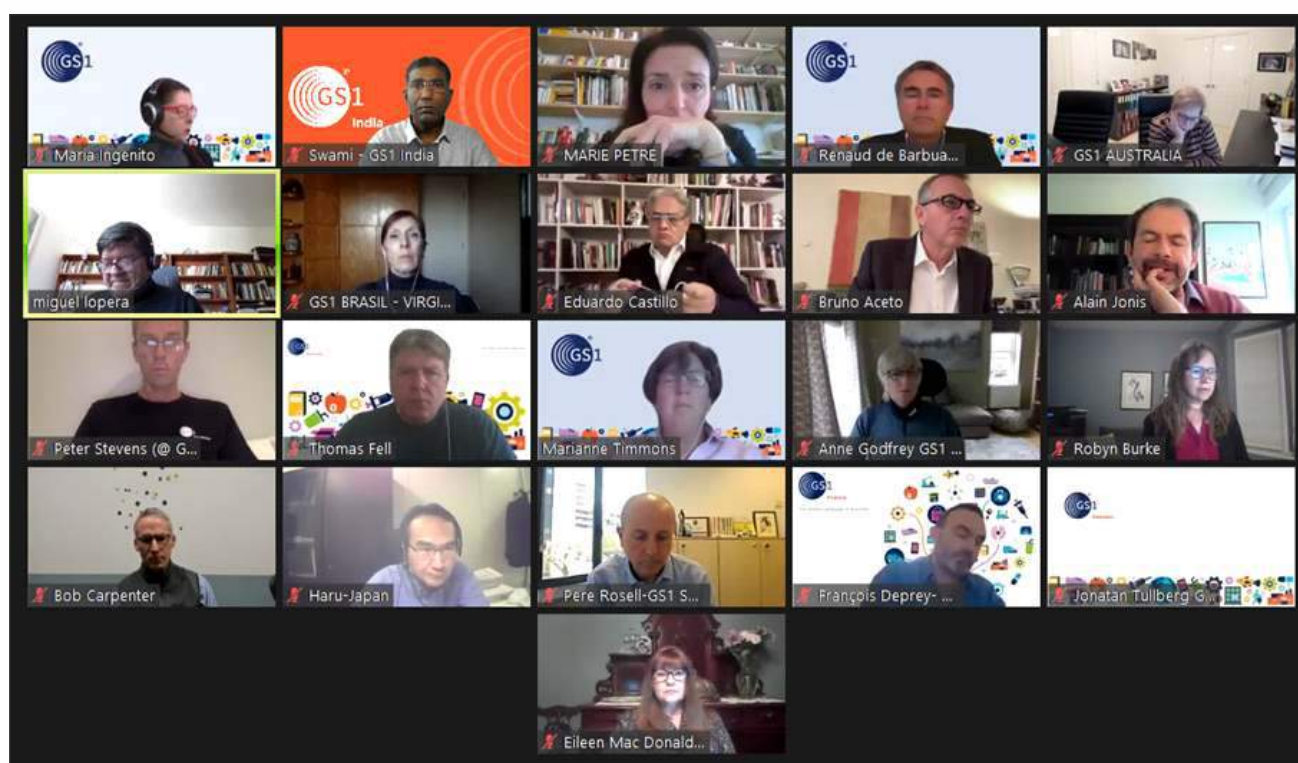 GS1
Maria Ingenito
GS1
India
Swami - GS1 India
MARIE PETRE
GS1
Renaud de Barbua...
GS1 AUSTRALIA
miguel lopera
GS1 BRASIL - VIRGI...
Eduardo Castillo
Bruno Aceto
Alain Jonis
Peter Stevens (@ G...
Thomas Fell
GS1
Marianne Timmons
Anne Godfrey GS1 ...
Robyn Burke
Bob Carpenter
Haru-Japan
Pere Rosell-GS1 S...
GS1
France
François Deprey- ...
GS1
Jonatan Tullberg G...
Eileen Mac Donald...